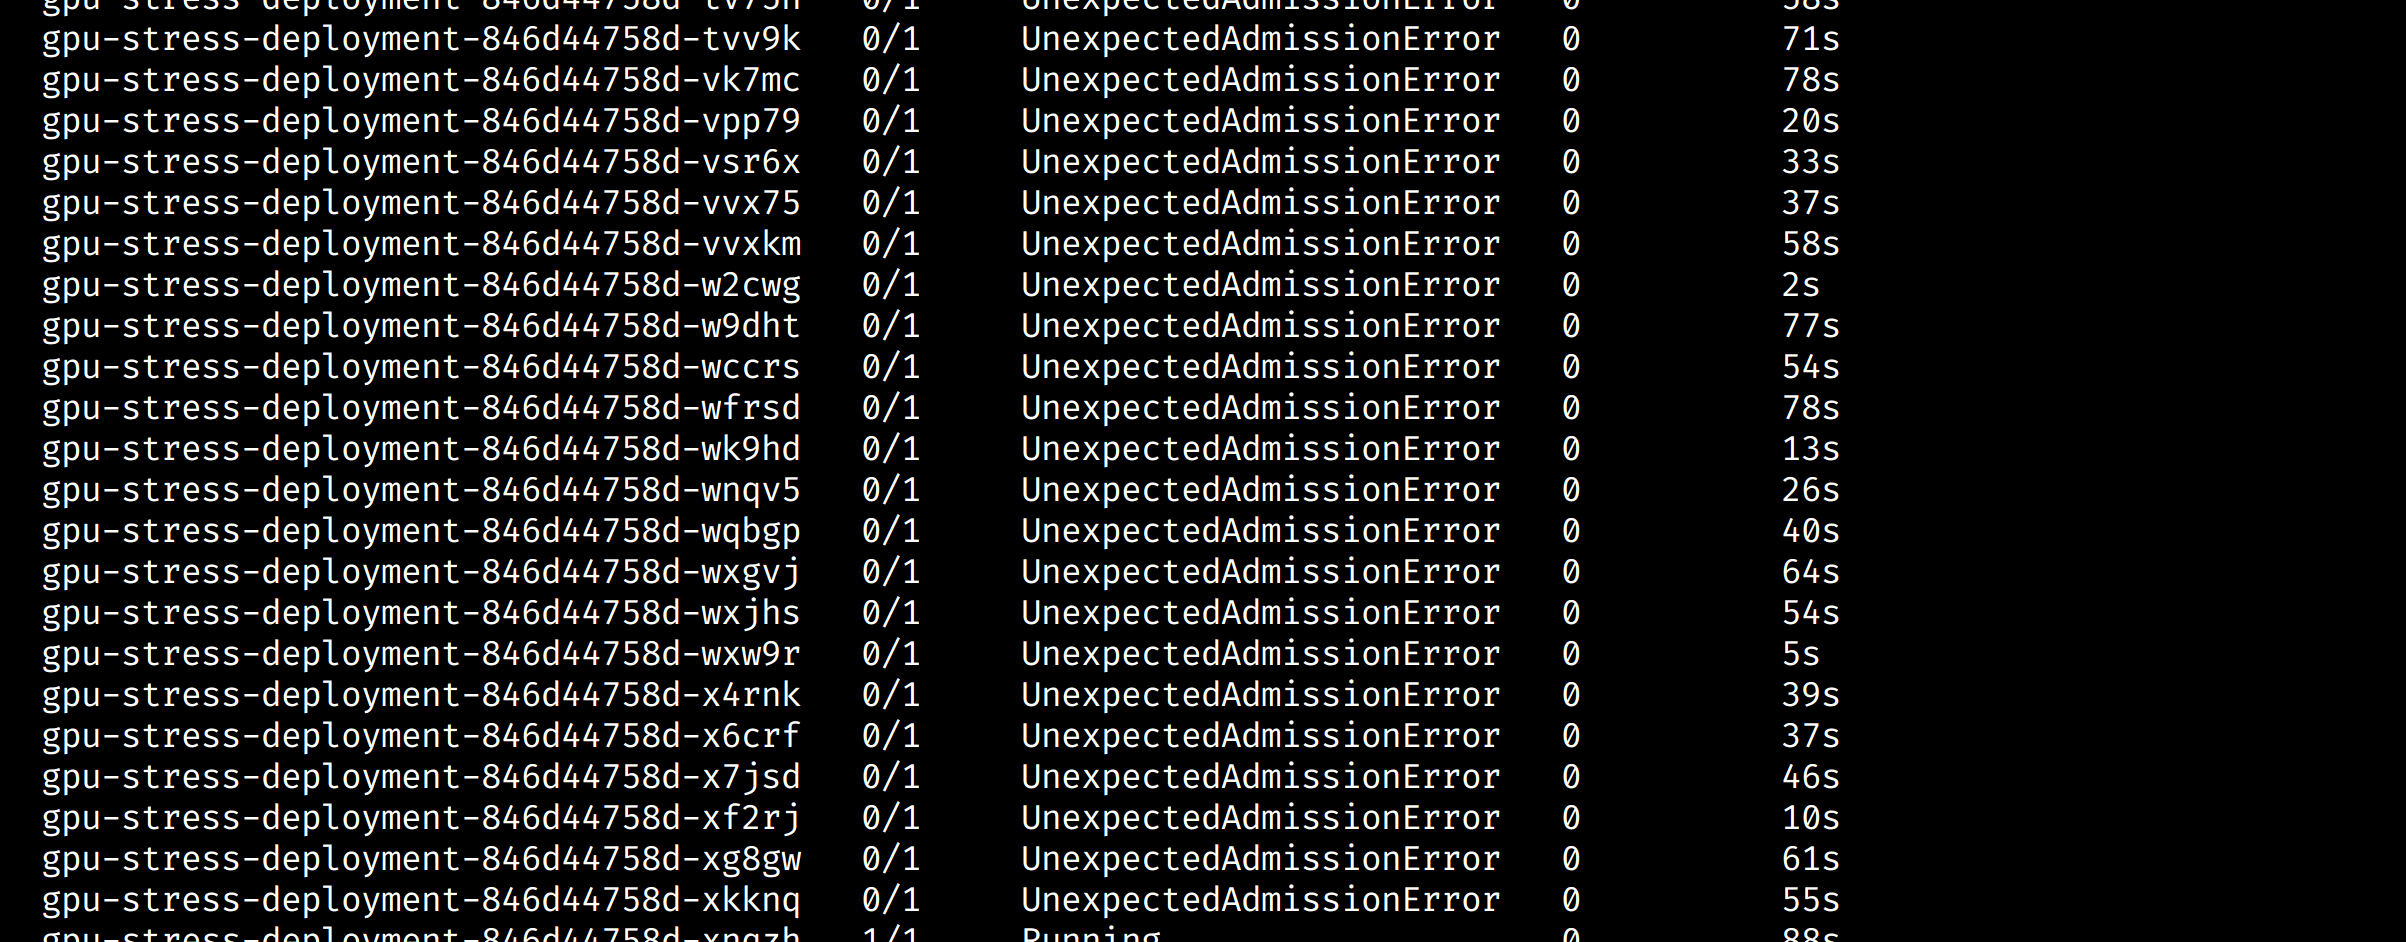 gpu-stress-deployment-846d44758d-tv75h 0/1 UnexpectedAdmissionError 0 58s
gpu-stress-deployment-846d44758d-tvv9k 0/1 UnexpectedAdmissionError 0 71s
gpu-stress-deployment-846d44758d-vk7mc 0/1 UnexpectedAdmissionError 0 78s
gpu-stress-deployment-846d44758d-vpp79 0/1 UnexpectedAdmissionError 0 20s
gpu-stress-deployment-846d44758d-vsr6x 0/1 UnexpectedAdmissionError 0 33s
gpu-stress-deployment-846d44758d-vvx75 0/1 UnexpectedAdmissionError 0 37s
gpu-stress-deployment-846d44758d-vvxkm 0/1 UnexpectedAdmissionError 0 58s
gpu-stress-deployment-846d44758d-w2cwg 0/1 UnexpectedAdmissionError 0 2s
gpu-stress-deployment-846d44758d-w9dht 0/1 UnexpectedAdmissionError 0 77s
gpu-stress-deployment-846d44758d-wccrs 0/1 UnexpectedAdmissionError 0 54s
gpu-stress-deployment-846d44758d-wfrsd 0/1 UnexpectedAdmissionError 0 78s
gpu-stress-deployment-846d44758d-wk9hd 0/1 UnexpectedAdmissionError 0 13s
gpu-stress-deployment-846d44758d-wnqv5 0/1 UnexpectedAdmissionError 0 26s
gpu-stress-deployment-846d44758d-wqbgp 0/1 UnexpectedAdmissionError 0 40s
gpu-stress-deployment-846d44758d-wxgvj 0/1 UnexpectedAdmissionError 0 64s
gpu-stress-deployment-846d44758d-wxjhs 0/1 UnexpectedAdmissionError 0 54s
gpu-stress-deployment-846d44758d-wxw9r 0/1 UnexpectedAdmissionError 0 5s
gpu-stress-deployment-846d44758d-x4rnk 0/1 UnexpectedAdmissionError 0 39s
gpu-stress-deployment-846d44758d-x6crf 0/1 UnexpectedAdmissionError 0 37s
gpu-stress-deployment-846d44758d-x7jsd 0/1 UnexpectedAdmissionError 0 46s
gpu-stress-deployment-846d44758d-xf2rj 0/1 UnexpectedAdmissionError 0 10s
gpu-stress-deployment-846d44758d-xg8gw 0/1 UnexpectedAdmissionError 0 61s
gpu-stress-deployment-846d44758d-xkknq 0/1 UnexpectedAdmissionError 0 55s
1/1 Running 0 88s